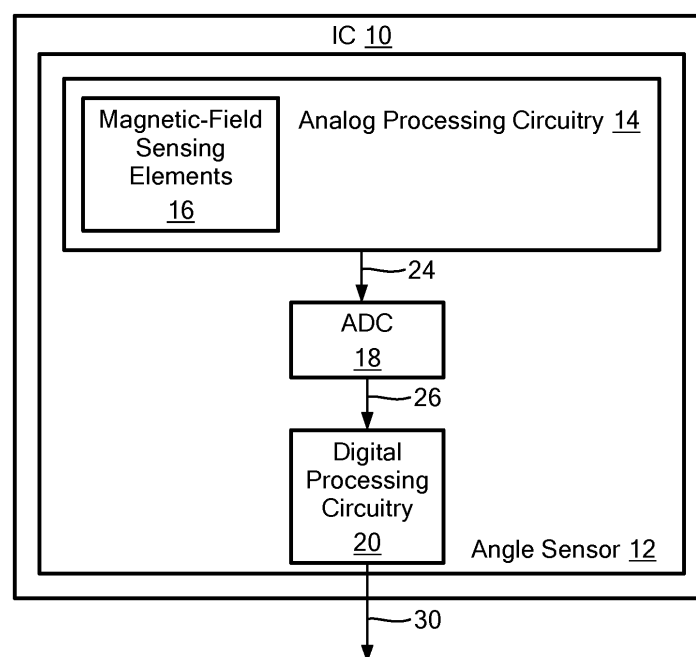 IC 10
Magnetic-Field
Sensing
Elements
16
Analog Processing Circuitry 14
24
ADC
18
26
Digital
Processing
Circuitry
20
Angle Sensor 12
30